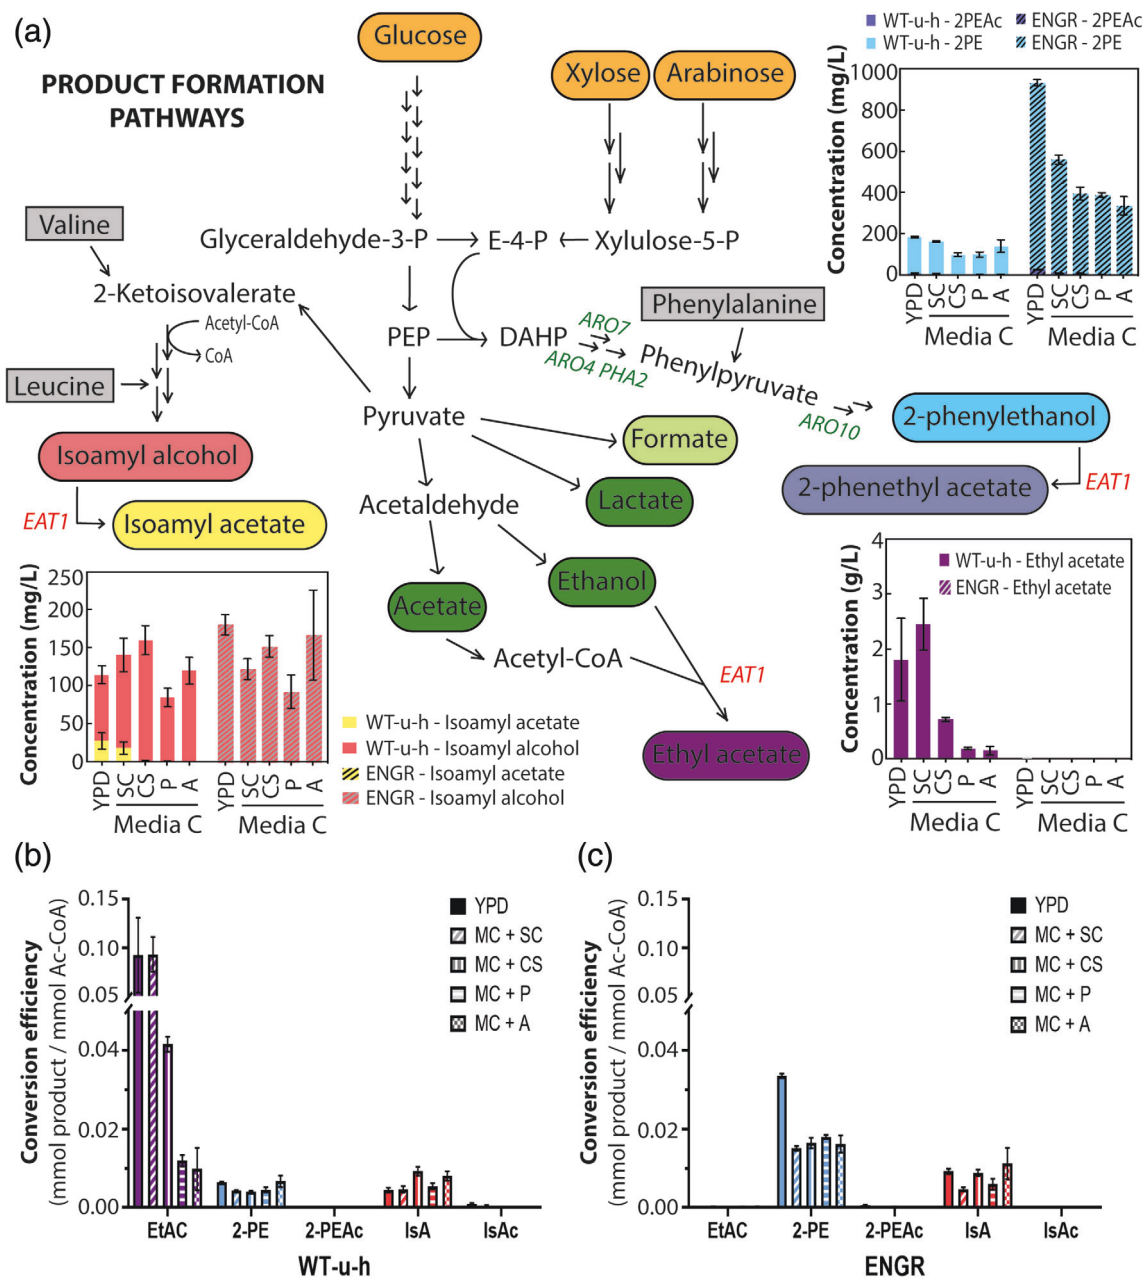 (a)
PRODUCT FORMATION
PATHWAYS
Glucose
Xylose
Arabinose
Valine
Glyceraldehyde-3-P
E-4-P
Xylulose-5-P
2-Ketoisovalerate
Acetyl-CoA
CoA
Leucine
PEP
DAHP
ARO7
ARO4 PHA2
Phenylalanine
Phenylpyruvate
ARO10
2-phenylethanol
EAT1
2-phenethyl acetate
Pyruvate
Formate
Lactate
Isoamyl alcohol
EAT1
Isoamyl acetate
Acetaldehyde
Acetate
Ethanol
Acetyl-CoA
EAT1
Ethyl acetate
WT-u-h - 2PEAc
ENGR - 2PEAc
WT-u-h - 2PE
ENGR - 2PE
Concentration (mg/L)
1000
800
600
400
200
0
YPD
SC
CS
P
A
Media C
YPD
SC
CS
P
A
Media C
Concentration (mg/L)
250
200
150
100
50
0
YPD
SC
CS
P
A
Media C
YPD
SC
CS
P
A
Media C
WT-u-h - Isoamyl acetate
WT-u-h - Isoamyl alcohol
ENGR - Isoamyl acetate
ENGR - Isoamyl alcohol
Concentration (g/L)
4
3
2
1
0
WT-u-h - Ethyl acetate
ENGR - Ethyl acetate
YPD
SC
CS
P
A
Media C
YPD
SC
CS
P
A
Media C
(b)
Conversion efficiency
(mmol product / mmol Ac-CoA)
0.15
0.10
0.05
0.04
0.02
0.00
YPD
MC + SC
MC + CS
MC + P
MC + A
EtAC
2-PE
2-PEAc
IsA
IsAc
WT-u-h
(c)
Conversion efficiency
(mmol product / mmol Ac-CoA)
0.15
0.10
0.05
0.04
0.02
0.00
YPD
MC + SC
MC + CS
MC + P
MC + A
EtAC
2-PE
2-PEAc
IsA
IsAc
ENGR